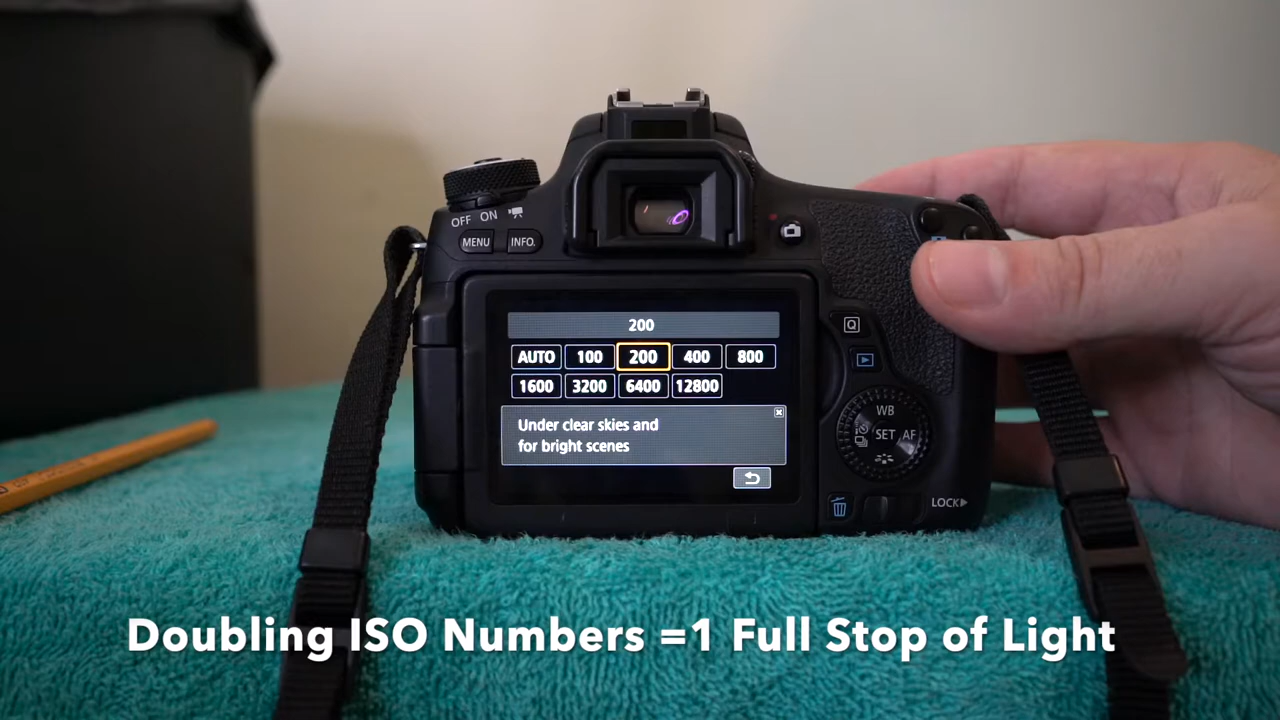 OFF ON
MENU INFO.
200
AUTO 100 200 400 800
1600 3200 6400 12800
Under clear skies and
for bright scenes
Q
WB
SET AF
LOCK
Doubling ISO Numbers =1 Full Stop of Light